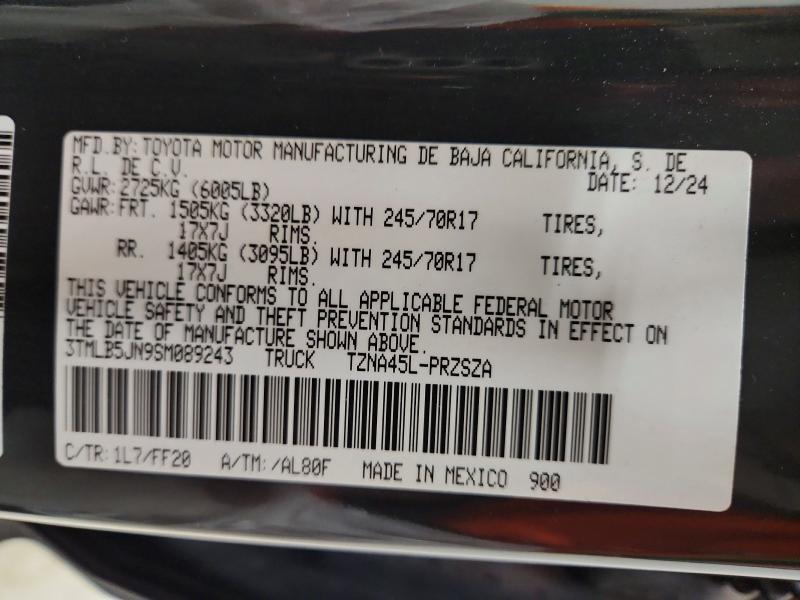 MFD.BY:TOYOTA MOTOR MANUFACTURING DE BAJA CALIFORNIA, S. DE
R.L. DE C.V. DATE: 12/24
GVWR:2725KG (6005LB)
GAWR:FRT. 1505KG (3320LB) WITH 245/70R17 TIRES,
17X7J RIMS.
RR. 1405KG (3095LB) WITH 245/70R17 TIRES,
17X7J RIMS.
THIS VEHICLE CONFORMS TO ALL APPLICABLE FEDERAL MOTOR
VEHICLE SAFETY AND THEFT PREVENTION STANDARDS IN EFFECT ON
THE DATE OF MANUFACTURE SHOWN ABOVE.
3TMLB5JN9SM089243 TRUCK TZNA45L-PRZSZA
C/TR:1L7/FF20 A/TM:/AL80F MADE IN MEXICO 900